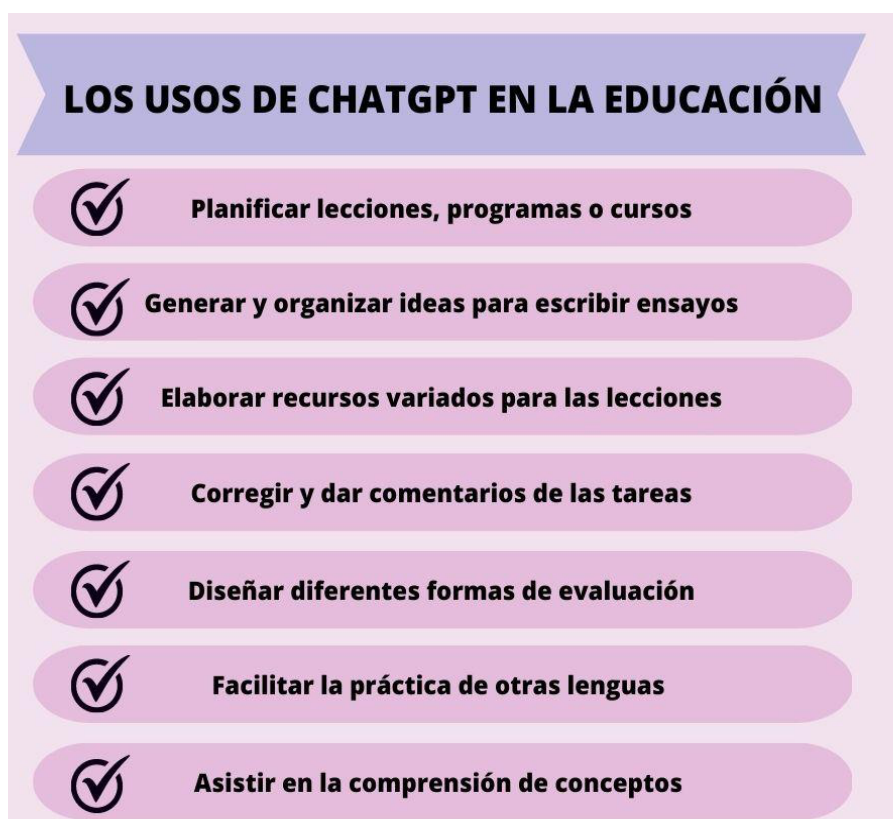 LOS USOS DE CHATGPT EN LA EDUCACIÓN
Planificar lecciones, programas o cursos
Generar y organizar ideas para escribir ensayos
Elaborar recursos variados para las lecciones
Corregir y dar comentarios de las tareas
Diseñar diferentes formas de evaluación
Facilitar la práctica de otras lenguas
Asistir en la comprensión de conceptos